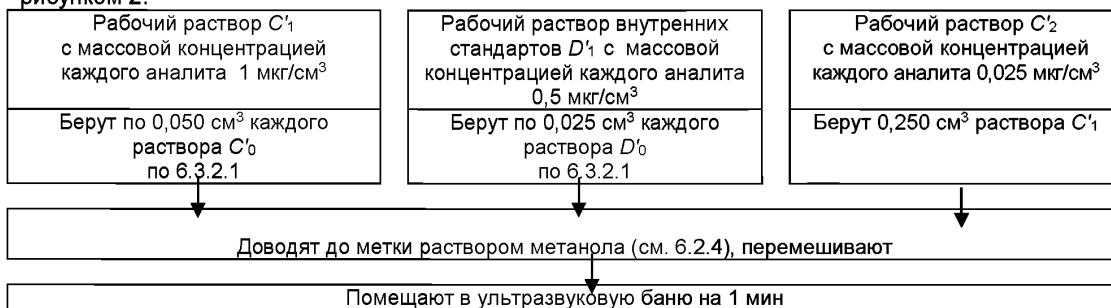 рисунком 2.
Рабочий раствор C'₁
с массовой концентрацией
каждого аналита 1 мкг/см³
Берут по 0,050 см³ каждого
раствора C'₀
по 6.3.2.1
Рабочий раствор внутренних
стандартов D'₁ с массовой
концентрацией каждого аналита
0,5 мкг/см³
Берут по 0,025 см³ каждого
раствора D'₀
по 6.3.2.1
Рабочий раствор C'₂
с массовой концентрацией
каждого аналита 0,025 мкг/см³
Берут 0,250 см³ раствора C'₁
Доводят до метки раствором метанола (см. 6.2.4), перемешивают
Помещают в ультразвуковую баню на 1 мин